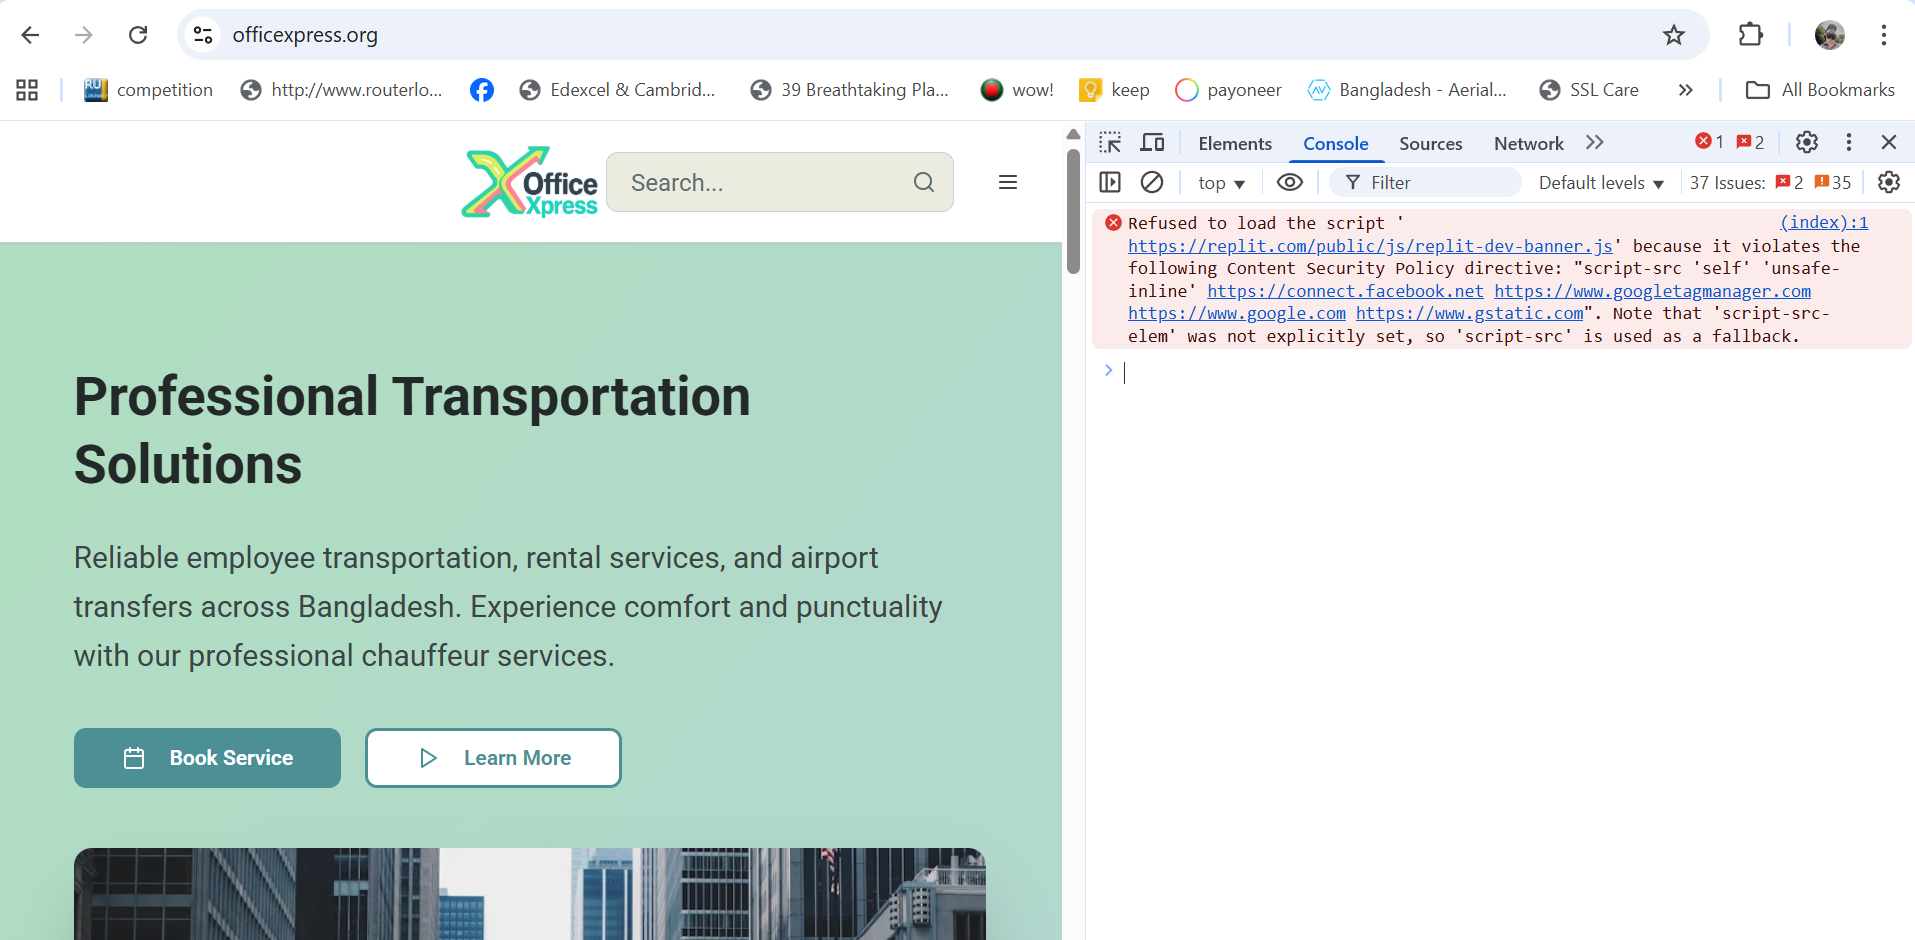 officexpress.org
competition
http://www.routerlo...
Edexcel & Cambrid...
39 Breathtaking Pla...
wow!
keep
payoneer
Bangladesh - Aerial...
SSL Care
All Bookmarks
Office
Xpress
Search...
Professional Transportation
Solutions
Reliable employee transportation, rental services, and airport
transfers across Bangladesh. Experience comfort and punctuality
with our professional chauffeur services.
Book Service
Learn More
Elements
Console
Sources
Network
1
2
top
Filter
Default levels
37 Issues:
2
35
Refused to load the script ' (index):1
https://replit.com/public/js/replit-dev-banner.js' because it violates the
following Content Security Policy directive: "script-src 'self' 'unsafe-
inline' https://connect.facebook.net https://www.googletagmanager.com
https://www.google.com https://www.gstatic.com". Note that 'script-src-
elem' was not explicitly set, so 'script-src' is used as a fallback.